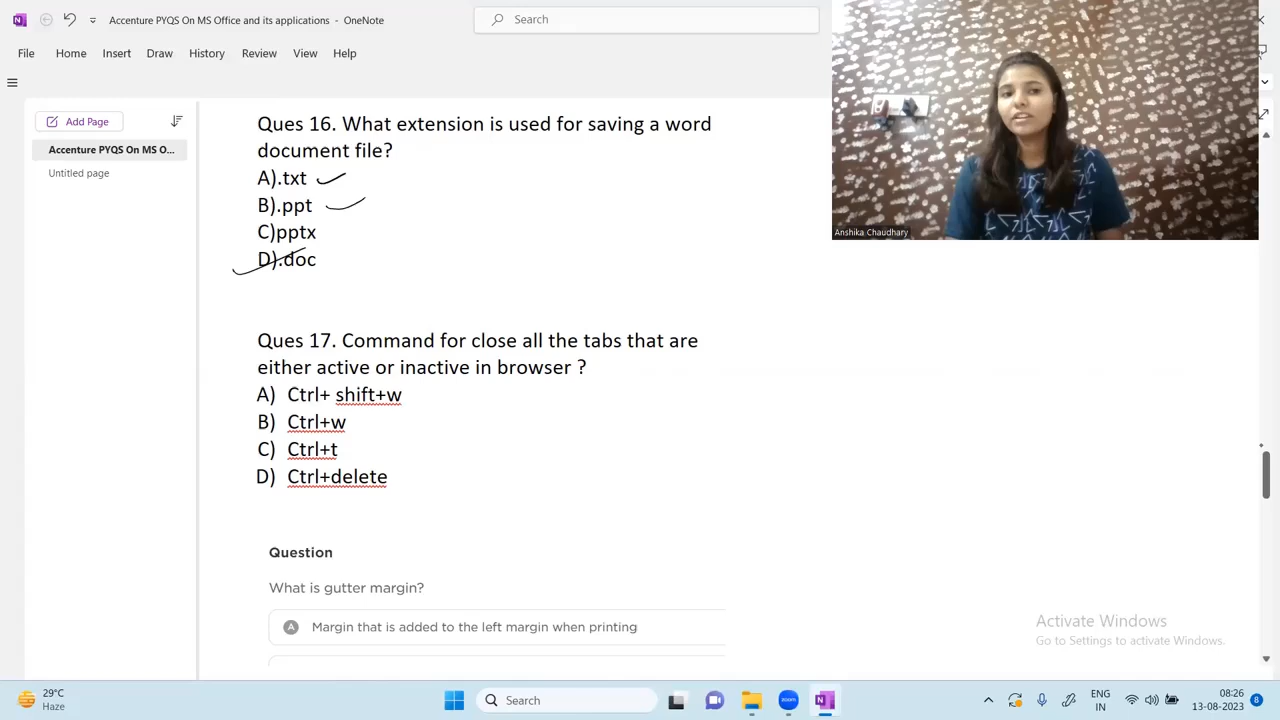 Accenture PYQS On MS Office and its applications - OneNote
Search
File Home Insert Draw History Review View Help
Add Page
Accenture PYQS On MS O...
Untitled page
Ques 16. What extension is used for saving a word
document file?
A).txt
B).ppt
C)pptx
D).doc
Ques 17. Command for close all the tabs that are
either active or inactive in browser ?
A) Ctrl+ shift+w
B) Ctrl+w
C) Ctrl+t
D) Ctrl+delete
Question
What is gutter margin?
A Margin that is added to the left margin when printing
Anshika Chaudhary
Activate Windows
Go to Settings to activate Windows.
29°C
Haze
Search
zoom
ENG
IN
08:26
13-08-2023
8